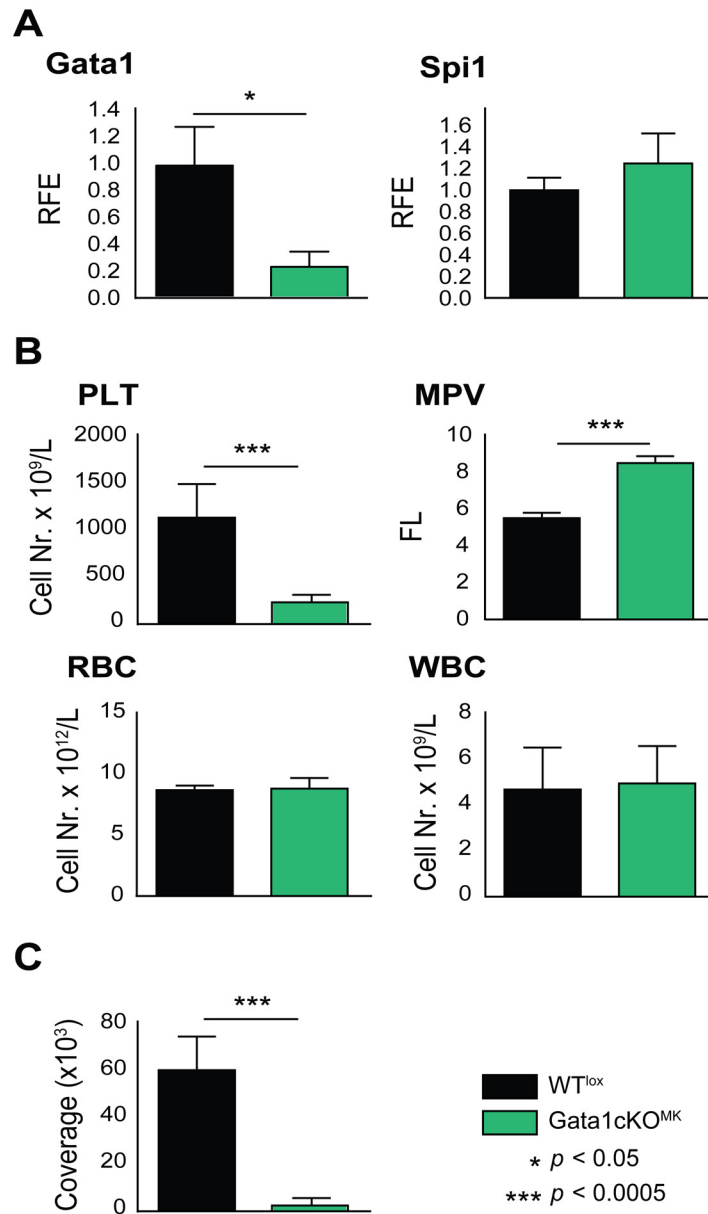 A
Gata1
RFE
1.4
1.2
1.0
0.8
0.6
0.4
0.2
0.0
*
Spi1
RFE
1.6
1.4
1.2
1.0
0.8
0.6
0.4
0.2
0.0
B
PLT
Cell Nr. x 10⁹/L
2000
1500
1000
500
0
***
MPV
FL
10
8
6
4
2
0
***
RBC
Cell Nr. x 10¹²/L
15
10
5
0
WBC
Cell Nr. x 10⁹/L
8
6
4
2
0
C
Coverage (x10³)
80
60
40
20
0
***
WTˡᵒˣ
Gata1cKOᴹᴷ
* p < 0.05
*** p < 0.0005